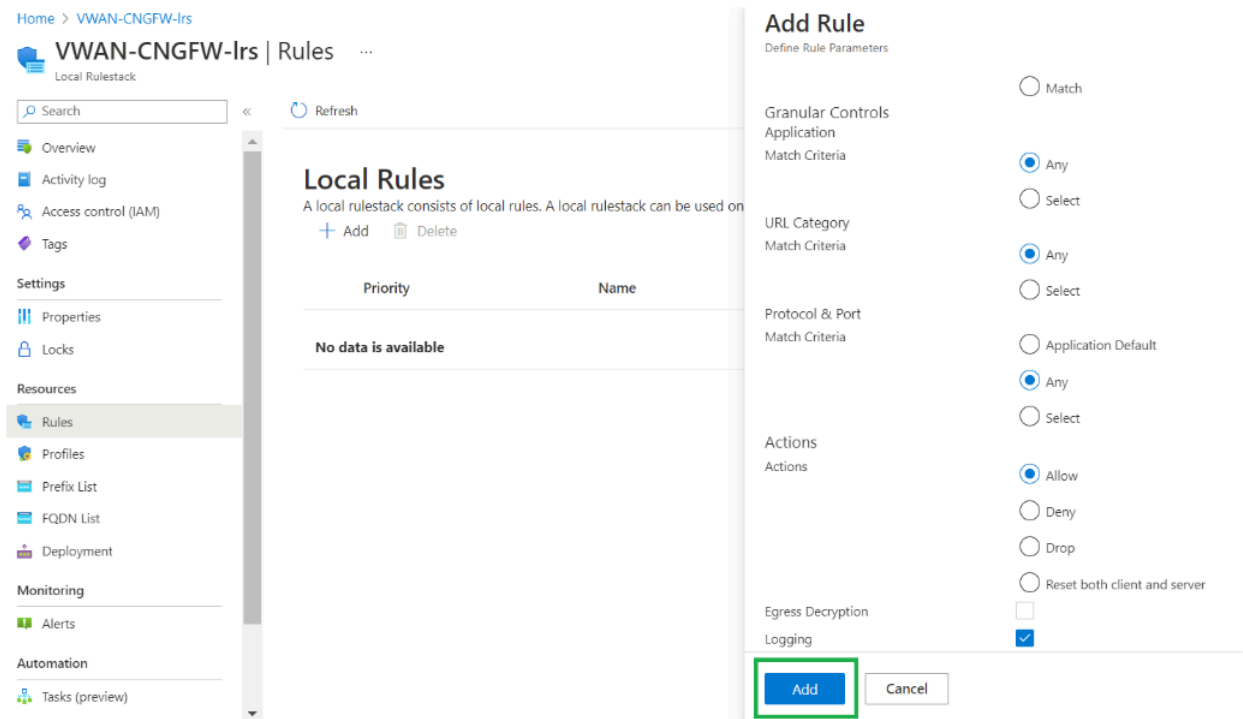 Home > VWAN-CNGFW-lrs
VWAN-CNGFW-lrs | Rules ...
Local Rulestack
Search «
Overview
Activity log
Access control (IAM)
Tags
Settings
Properties
Locks
Resources
Rules
Profiles
Prefix List
FQDN List
Deployment
Monitoring
Alerts
Automation
Tasks (preview)
Refresh
Local Rules
A local rulestack consists of local rules. A local rulestack can be used on
+ Add Delete
Priority Name
No data is available
Add Rule
Define Rule Parameters
Match
Granular Controls
Application
Match Criteria
Any
Select
URL Category
Match Criteria
Any
Select
Protocol & Port
Match Criteria
Application Default
Any
Select
Actions
Actions
Allow
Deny
Drop
Reset both client and server
Egress Decryption
Logging
Add Cancel